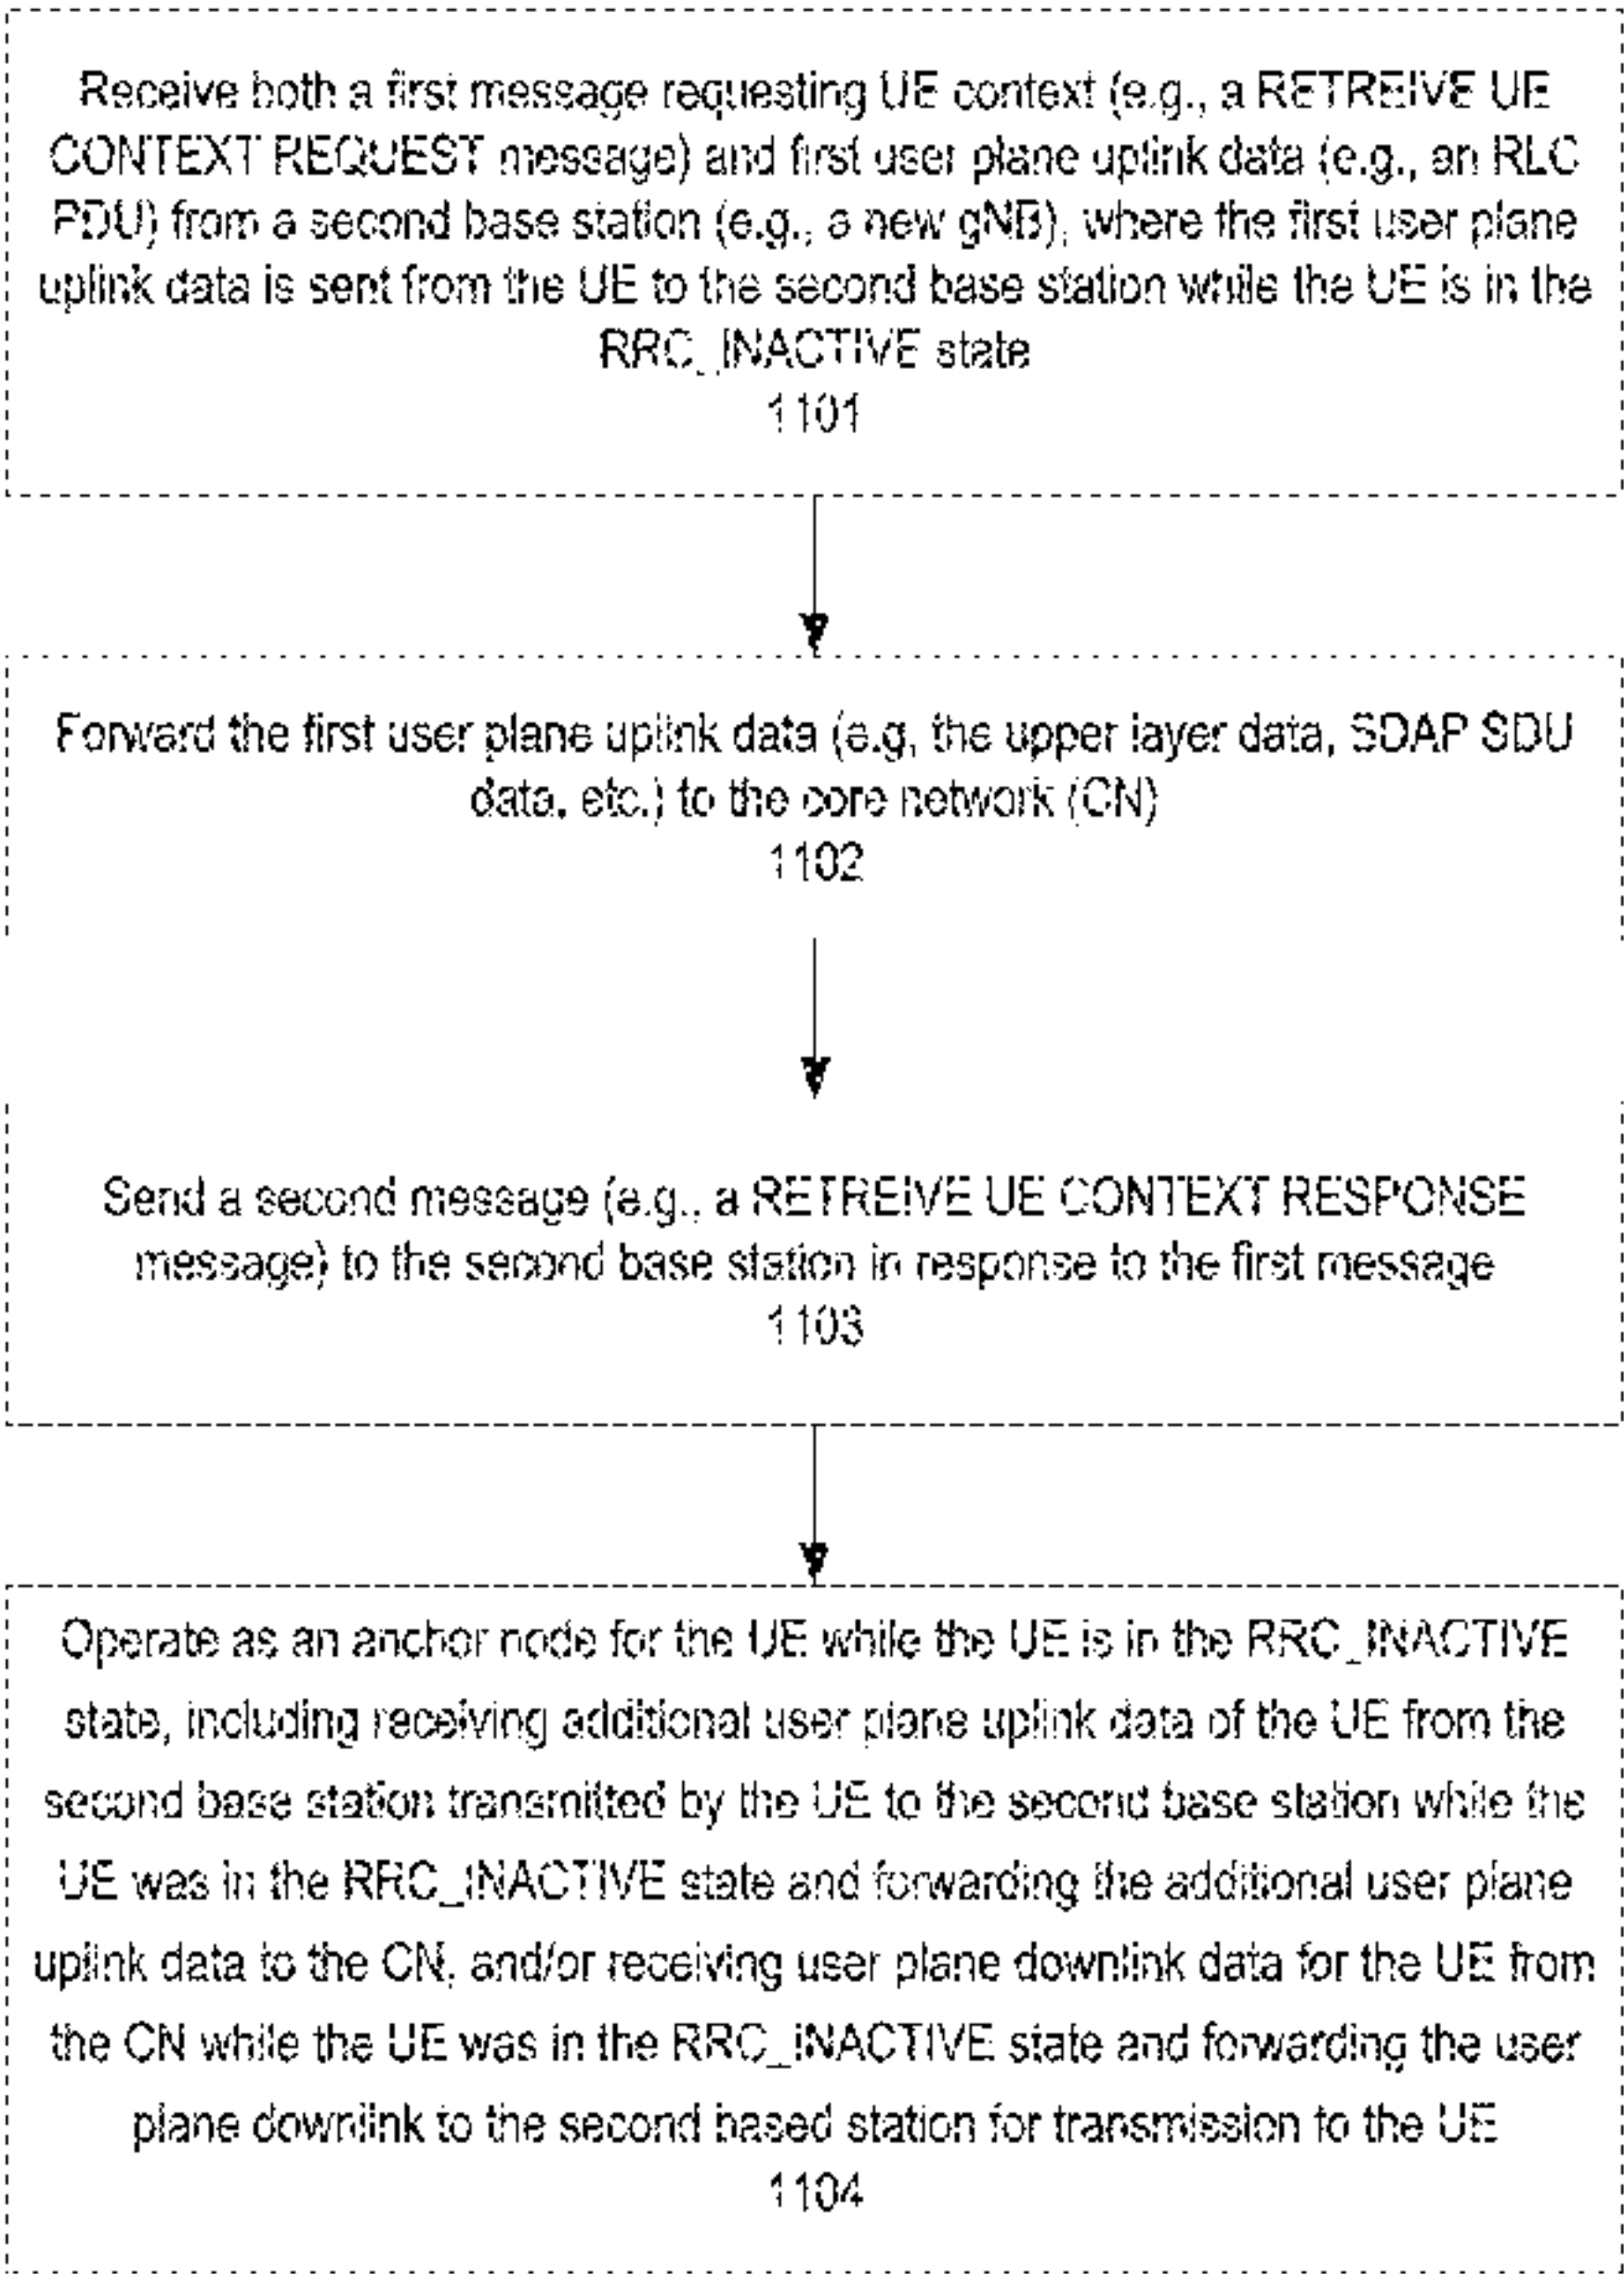 Receive both a first message requesting UE context (e.g., a RETREIVE UE
CONTEXT REQUEST message) and first user plane uplink data (e.g., an RLC
PDU) from a second base station (e.g., a new gNB), where the first user plane
uplink data is sent from the UE to the second base station while the UE is in the
RRC_INACTIVE state
1101
Forward the first user plane uplink data (e.g, the upper layer data, SDAP SDU
data, etc.) to the core network (CN)
1102
Send a second message (e.g., a RETREIVE UE CONTEXT RESPONSE
message) to the second base station in response to the first message
1103
Operate as an anchor node for the UE while the UE is in the RRC_INACTIVE
state, including receiving additional user plane uplink data of the UE from the
second base station transmitted by the UE to the second base station while the
UE was in the RRC_INACTIVE state and forwarding the additional user plane
uplink data to the CN, and/or receiving user plane downlink data for the UE from
the CN while the UE was in the RRC_INACTIVE state and forwarding the user
plane downlink to the second based station for transmission to the UE
1104